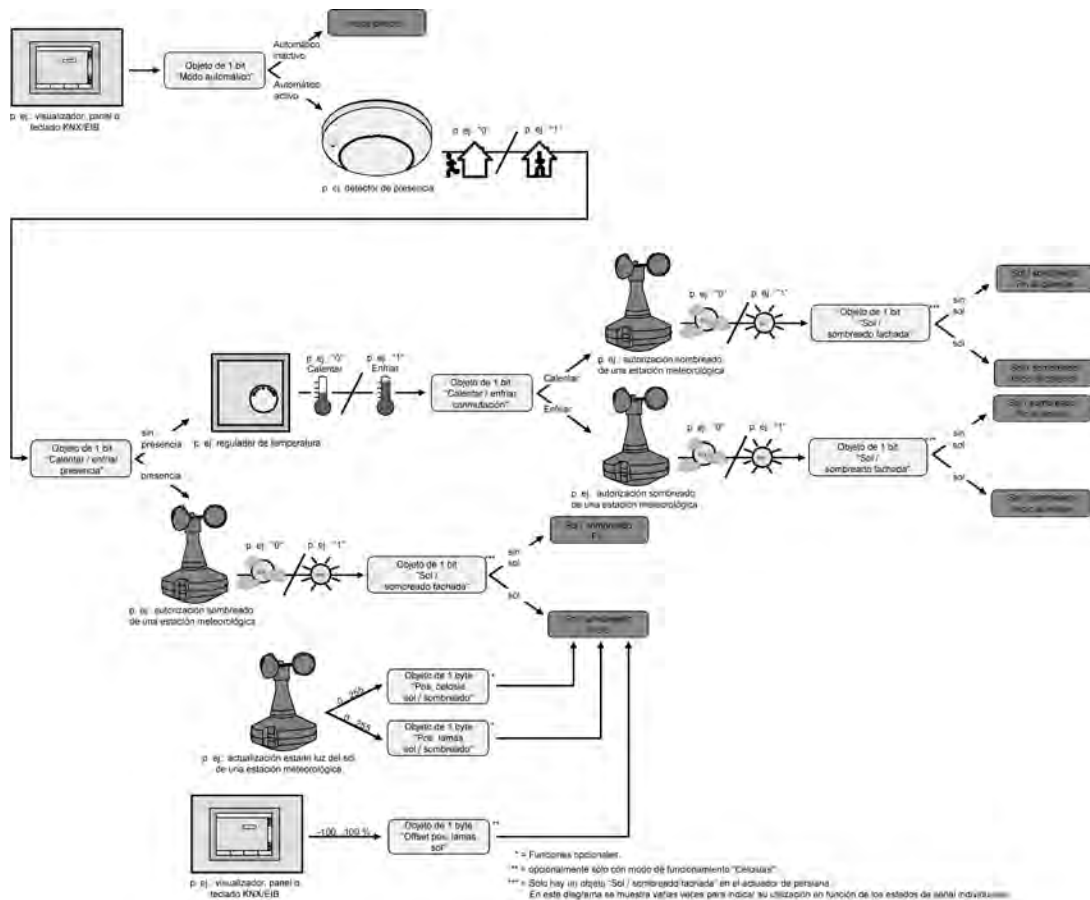 Automático
inactivo
Objeto de 1 bit
"Modo automático"
Automático
activo
p. ej.: visualizador, panel o
teclado KNX/EIB
p. ej. "0"
p. ej. "1"
p. ej. detector de presencia
p. ej. "0"
p. ej. "1"
Objeto de 1 bit
"Sol /
sombreado fachada"
***
sin
sol
sol
p. ej.: autorización sombreado
de una estación meteorológica
p. ej. "0"
Calentar
p. ej. "1"
Enfriar
Objeto de 1 bit
"Calentar / enfriar
conmutación"
Calentar
Enfriar
p. ej. regulador de temperatura
p. ej. "0"
p. ej. "1"
Objeto de 1 bit
"Sol /
sombreado fachada"
***
sin
sol
sol
p. ej.: autorización sombreado
de una estación meteorológica
Objeto de 1 bit
"Calentar / enfriar
presencia"
sin
presencia
presencia
p. ej. "0"
p. ej. "1"
Objeto de 1 bit
"Sol /
sombreado fachada"
***
sin
sol
sol
p. ej.: autorización sombreado
de una estación meteorológica
0...255
Objeto de 1 byte
"Pos. celosía
sol / sombreado"
*
0...255
Objeto de 1 byte
"Pos. lamas
sol / sombreado"
p. ej.: actualización estado luz del sol
de una estación meteorológica
-100...100 %
Objeto de 1 byte
"Offset pos. lamas
sol"
**
p. ej.: visualizador, panel o
teclado KNX/EIB
* = Funciones opcionales.
** = opcionalmente sólo con modo de funcionamiento "Celosías"
*** = Sólo hay un objeto "Sol / sombreado fachada" en el actuador de persiana.
En este diagrama se muestra varias veces para indicar su utilización en función de los estados de señal individuales.